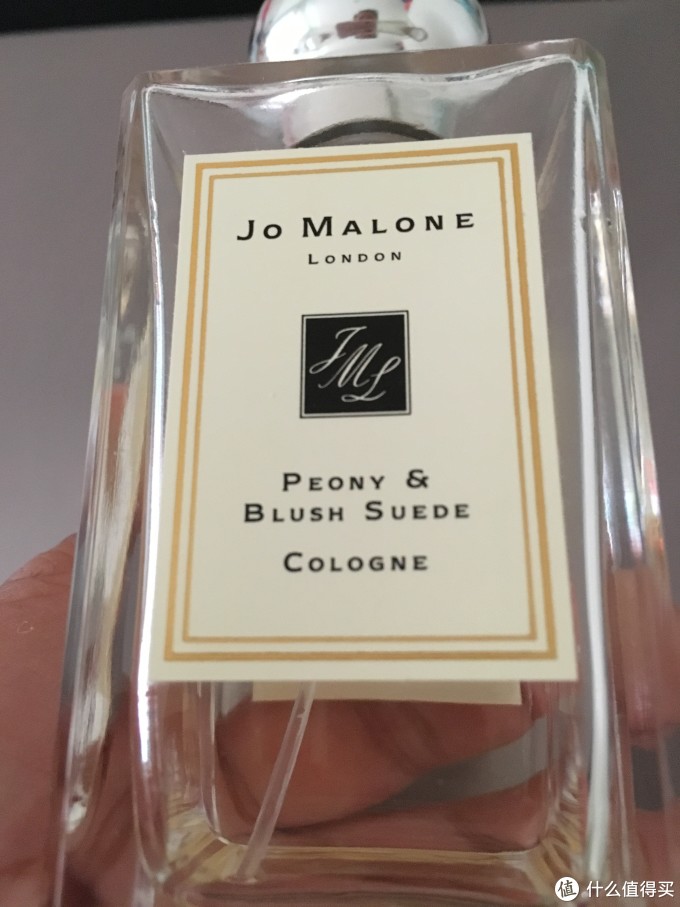 JO MALONE
LONDON
JML
PEONY &
BLUSH SUEDE
COLOGNE
值 什么值得买